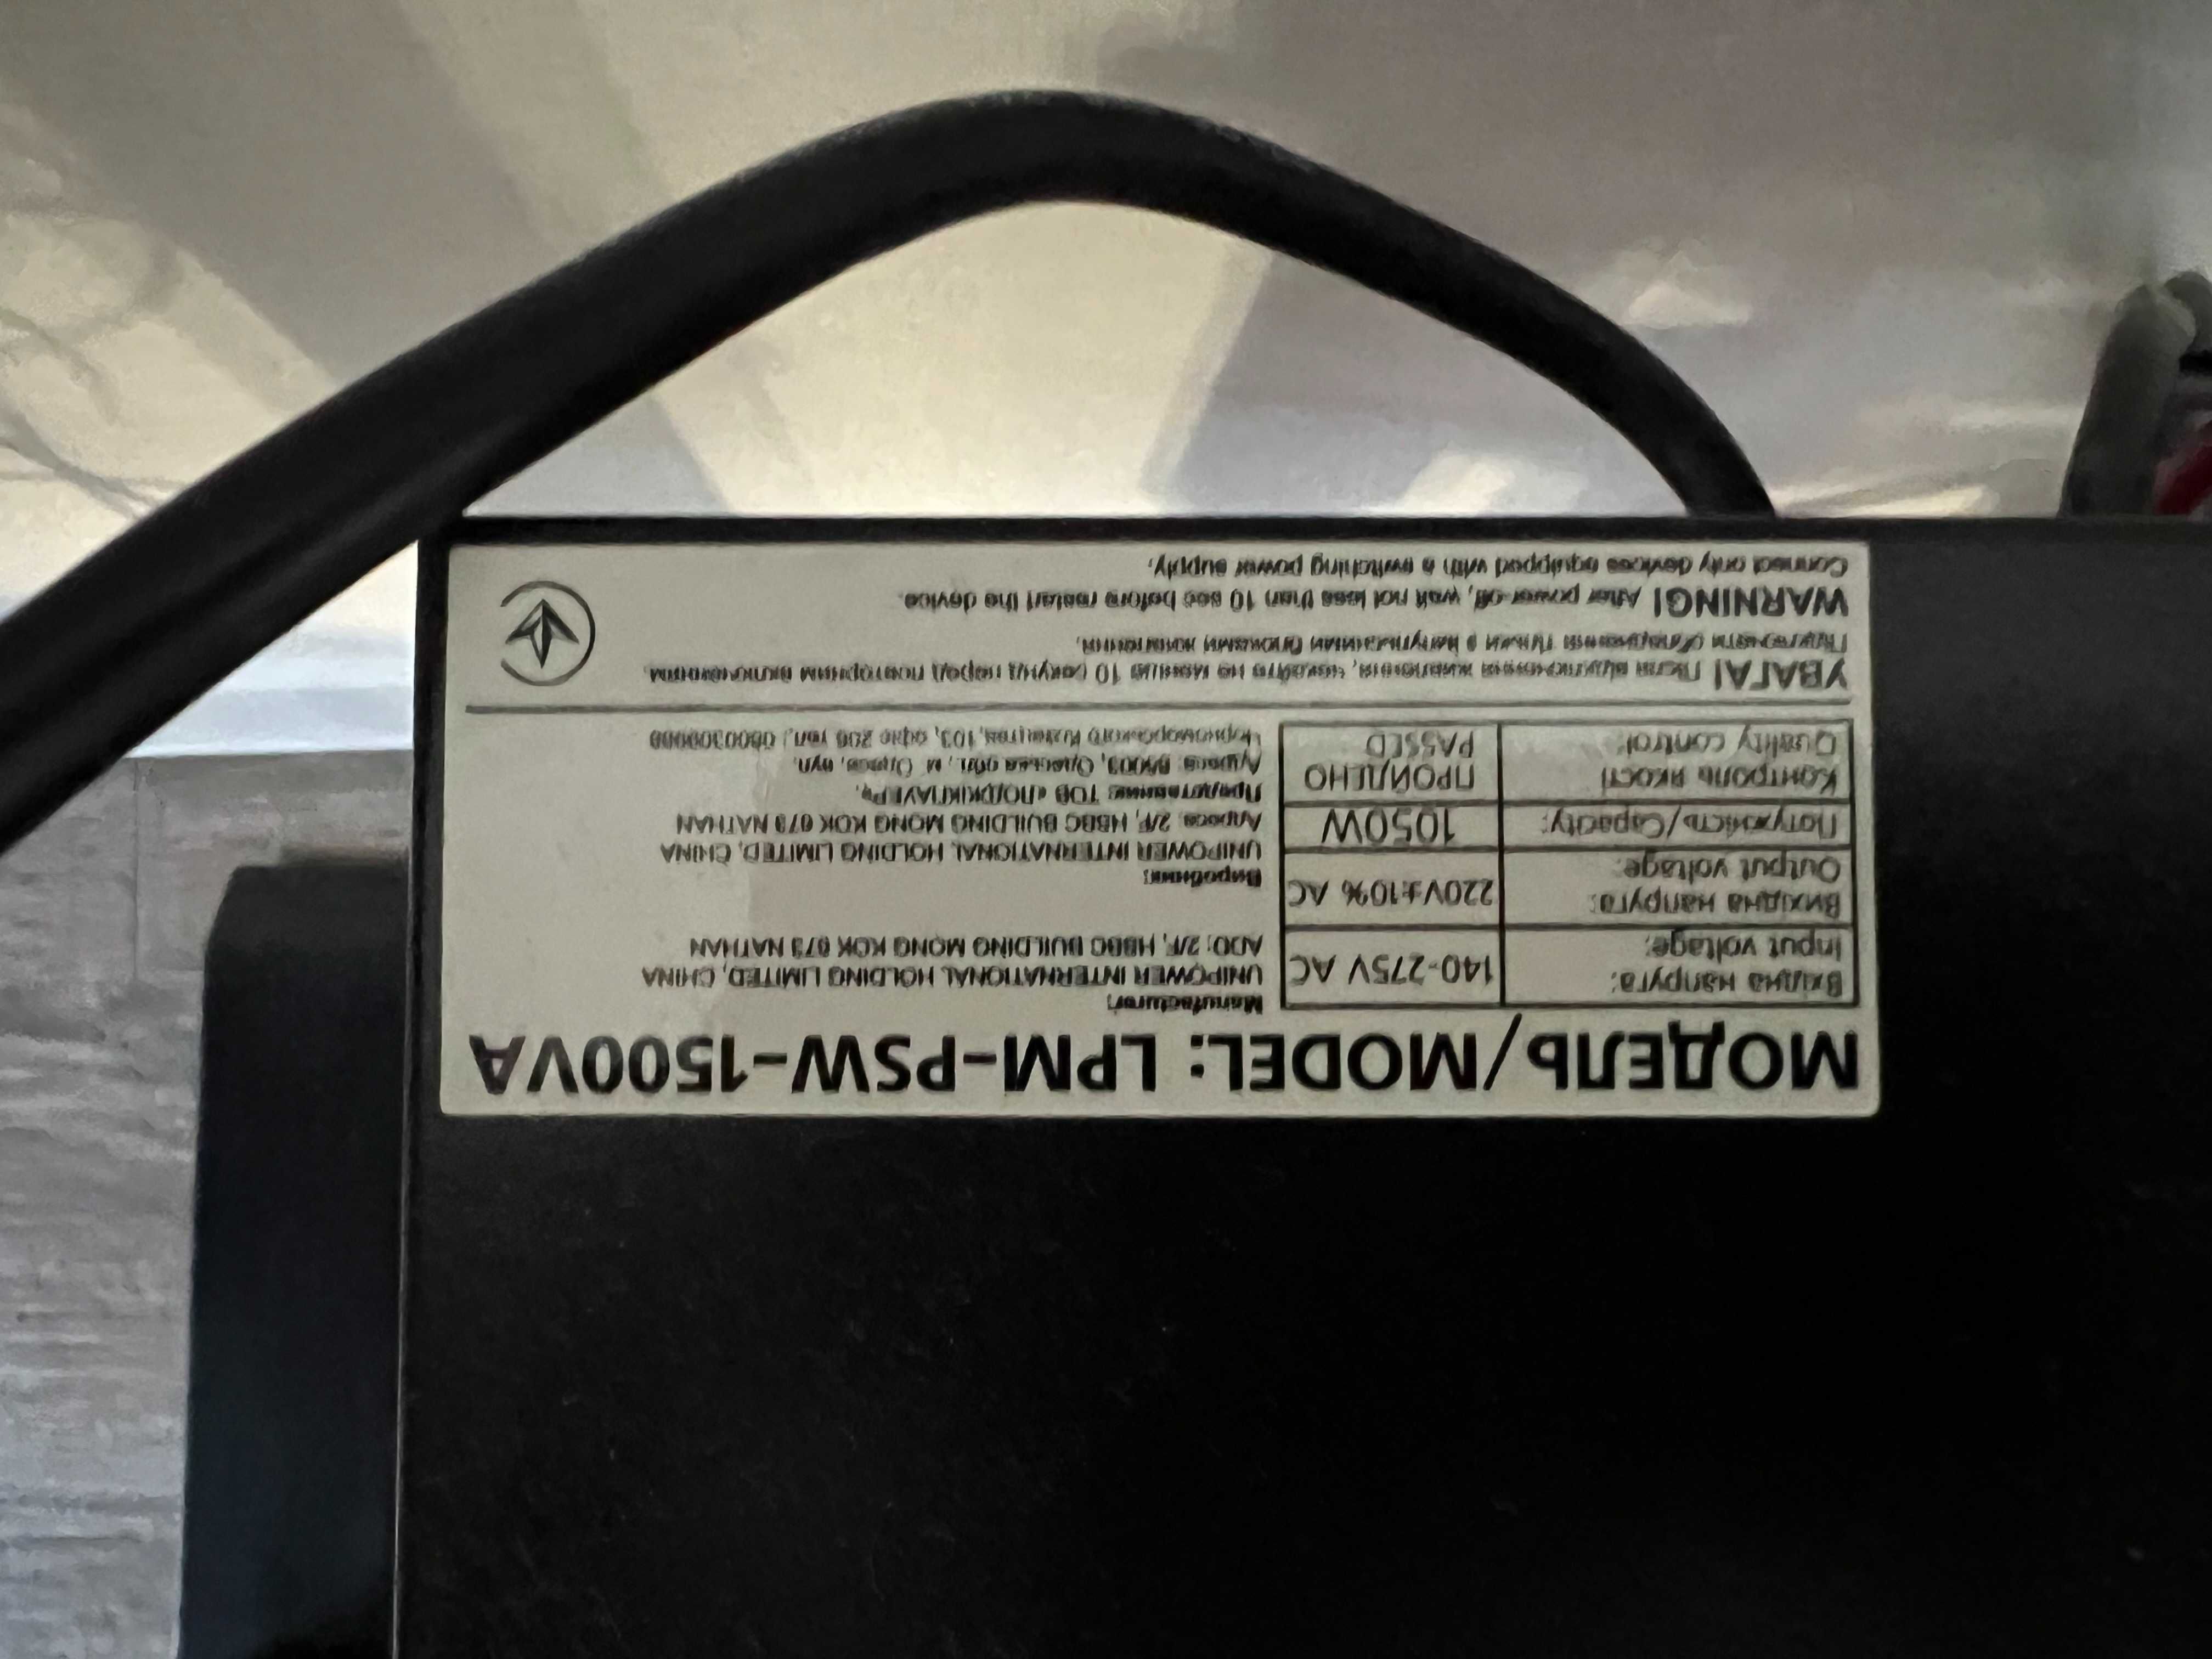 МОДЕЛЬ/MODEL: LPM-PSW-1500VA
Вхідна напруга:
Input voltage:
140-275V AC
Вихідна напруга:
Output voltage:
220V±10% AC
Потужність/Capacity:
1050W
Контроль якості
Quality control:
ПРОЙДЕНО
PASSED
Manufacturer:
UNIPOWER INTERNATIONAL HOLDING LIMITED, CHINA
ADD: 2/F, HBBC BUILDING MONG KOK 673 NATHAN
Виробник:
UNIPOWER INTERNATIONAL HOLDING LIMITED, CHINA
Адреса: 2/F, HBBC BUILDING MONG KOK 673 NATHAN
Представник: ТОВ «ЛОДЖІКПАУЕР»,
Адреса: 65003, Одеська обл., м. Одеса, вул.
Чорноморського Козацтва, 103, офіс 206 тел.:
УВАГА! Після відключення живлення, чекайте не менше 10 секунд перед повторним включенням.
Підключати обладнання тільки з імпульсними блоками живлення.
WARNING! After power-off, wait not less than 10 sec before restart the device.
Connect only devices equipped with a switching power supply.